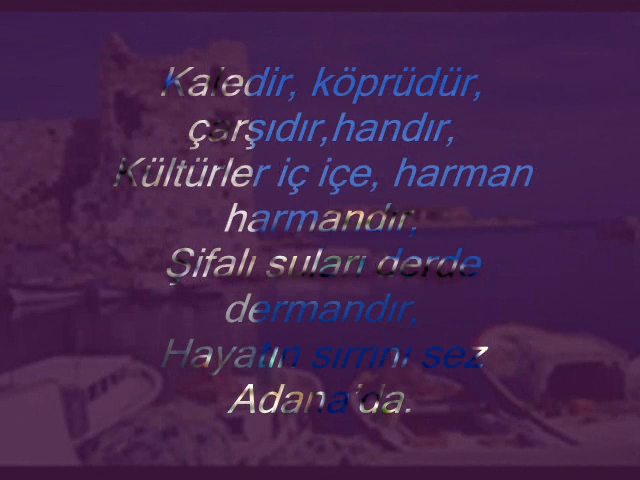 Kaledir, köprüdür,
çarşıdır,handır,
Kültürler iç içe, harman
harmandır,
Şifalı suları derde
dermandır,
Hayatın sırrını sez
Adana'da.